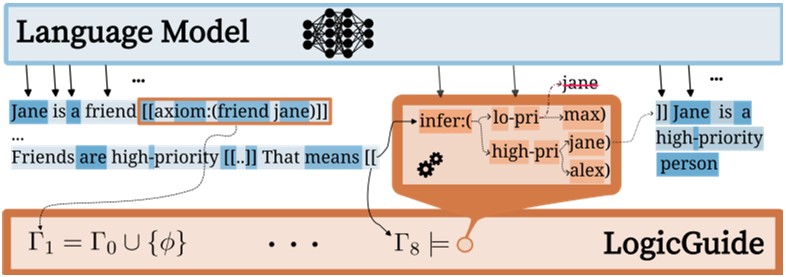 Language Model
...
jane
Jane is a friend [[axiom:(friend jane)]]
...
Friends are high-priority [[..]] That means [[
infer:(
lo-pri
max)
high-pri
jane)
alex)
]] Jane is a
...
high-priority
person
Γ₁ = Γ₀ ∪ {ϕ}
• • •
Γ₈ ⊨
LogicGuide